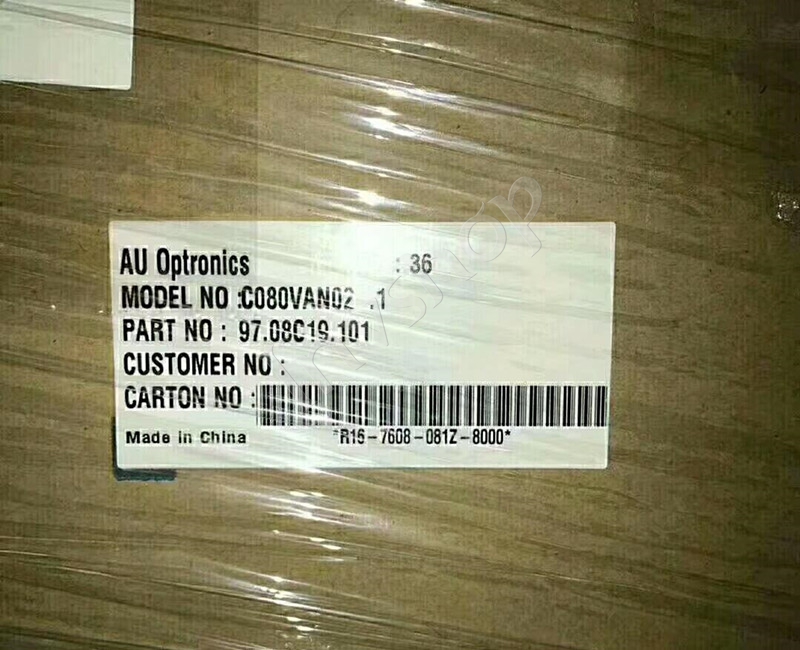 AU Optronics : 36
MODEL NO :C080VAN02 .1
PART NO : 97.08C19.101
CUSTOMER NO :
CARTON NO :
Made in China *R16-7608-081Z-8000*